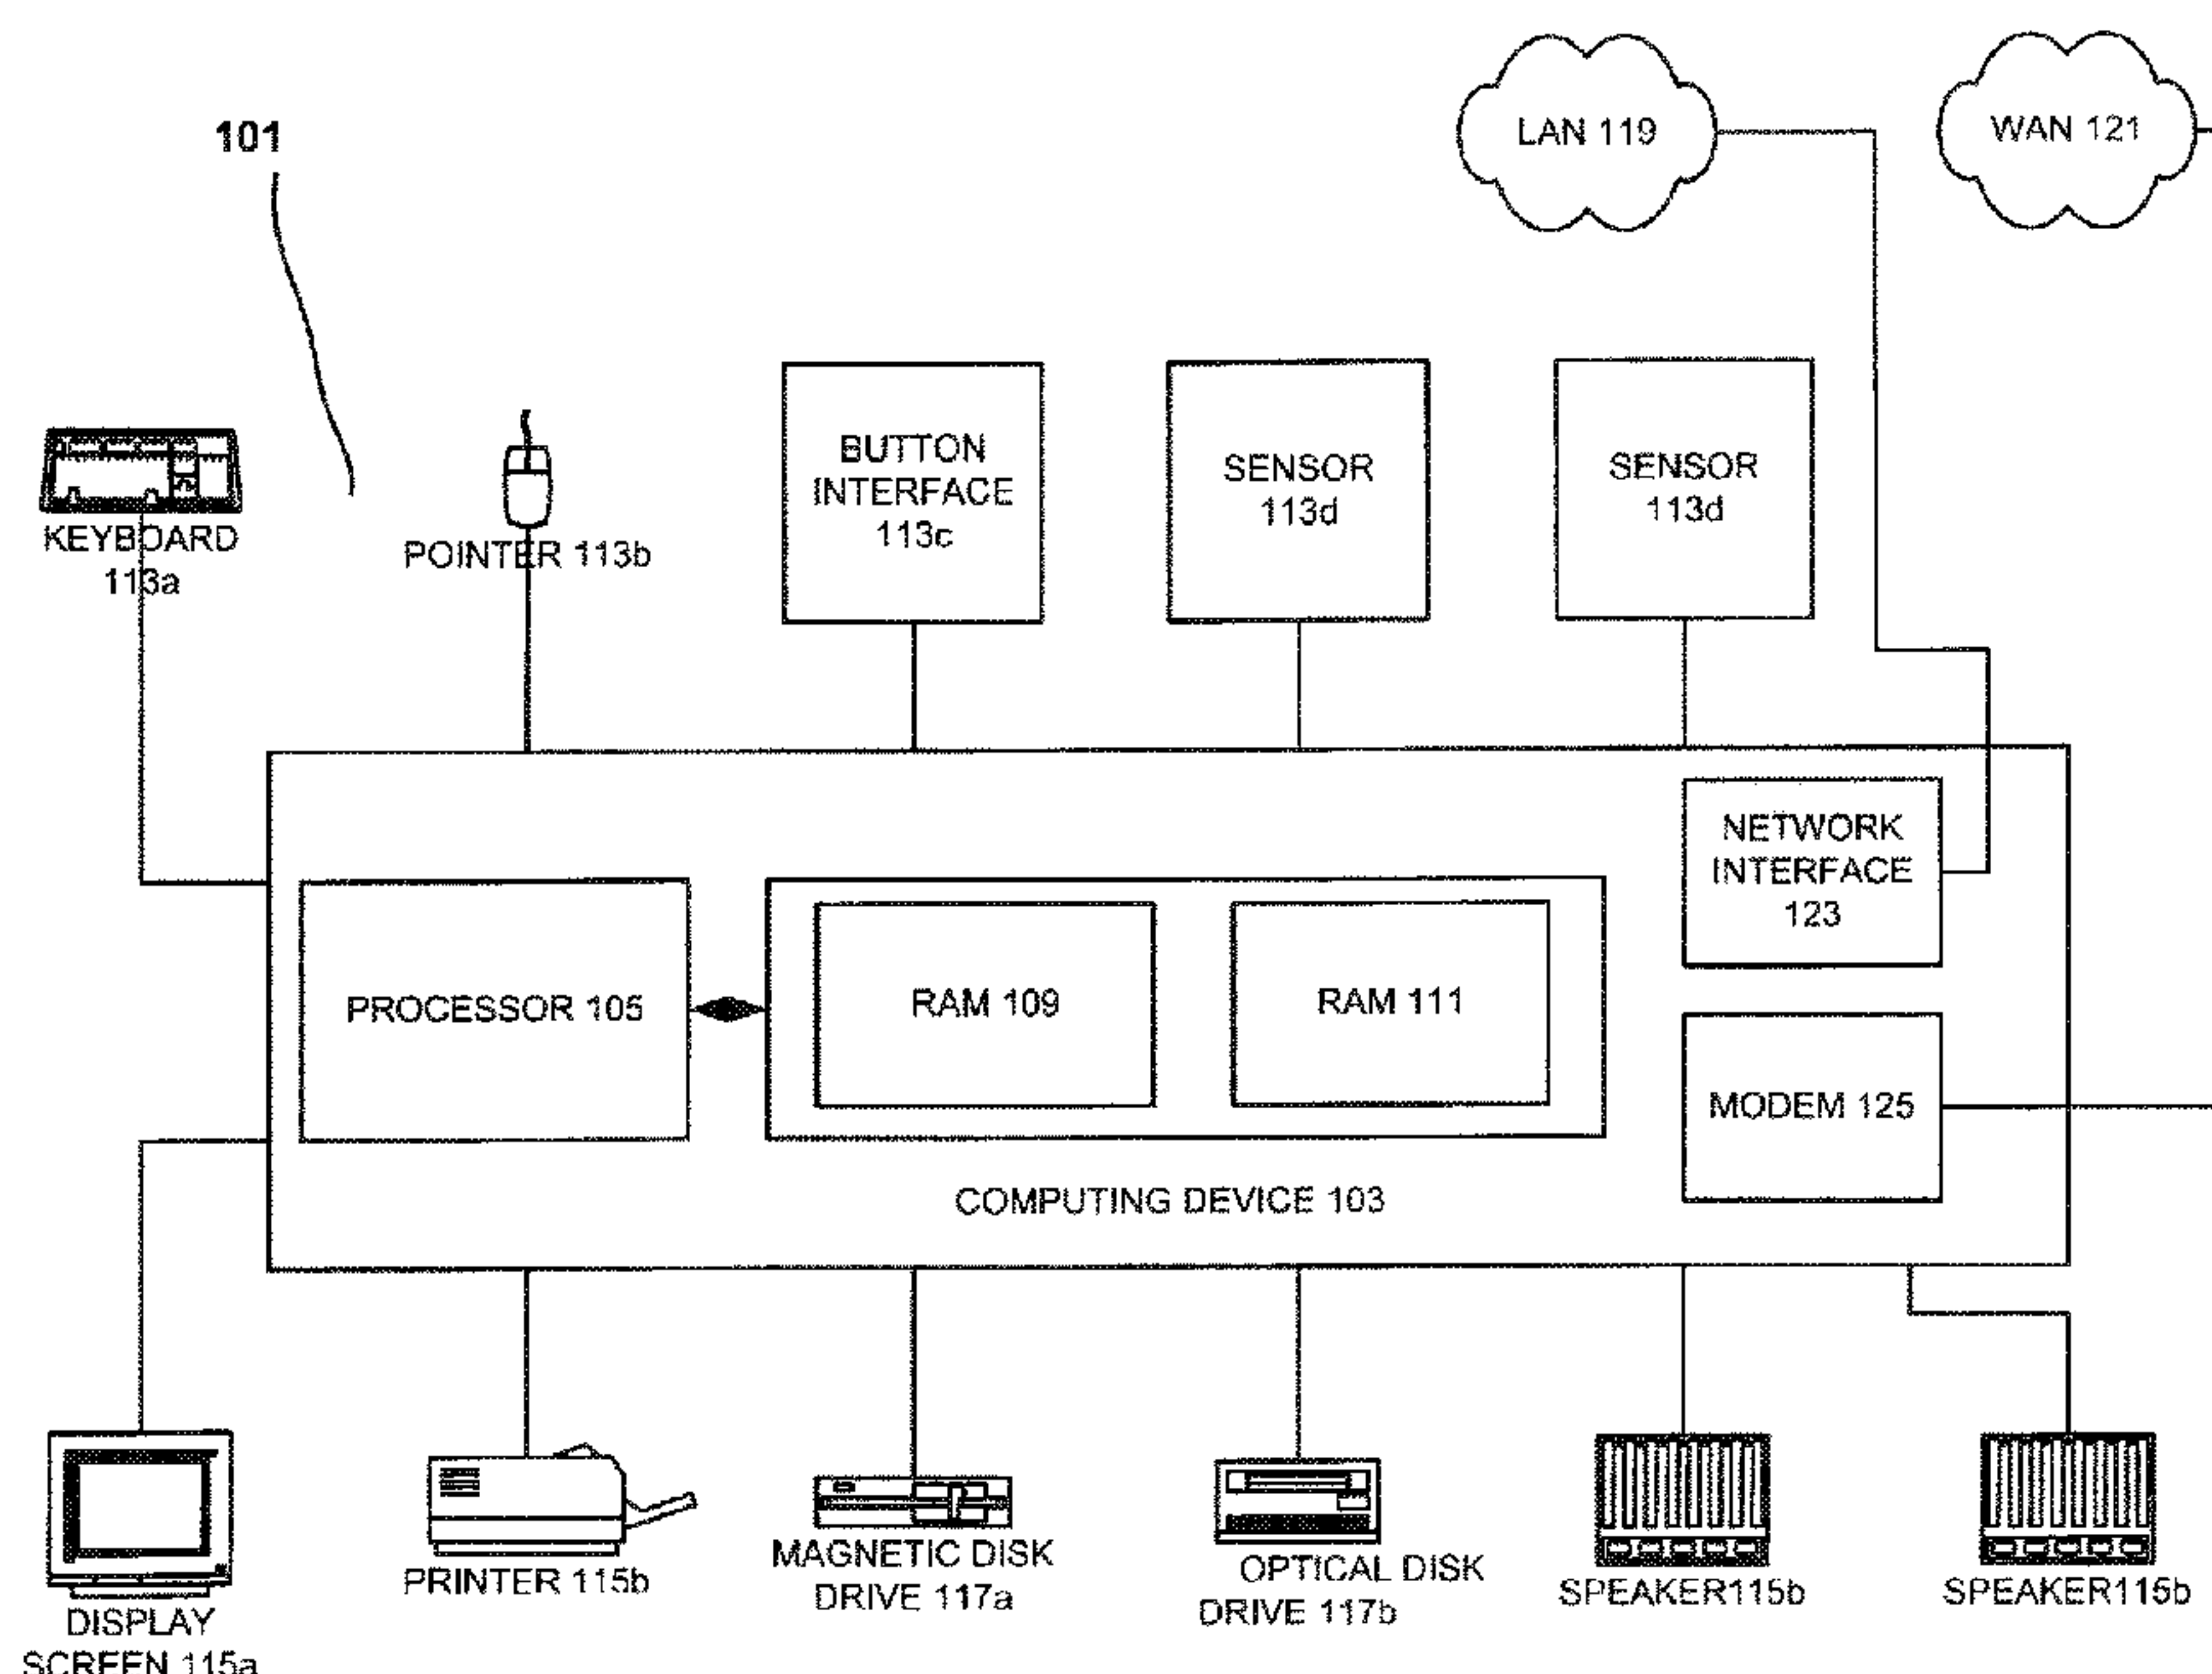 101
LAN 119
WAN 121
KEYBOARD
113a
POINTER 113b
BUTTON
INTERFACE
113c
SENSOR
113d
SENSOR
113d
NETWORK
INTERFACE
123
PROCESSOR 105
RAM 109
RAM 111
MODEM 125
COMPUTING DEVICE 103
DISPLAY
SCREEN 115a
PRINTER 115b
MAGNETIC DISK
DRIVE 117a
OPTICAL DISK
DRIVE 117b
SPEAKER115b
SPEAKER115b